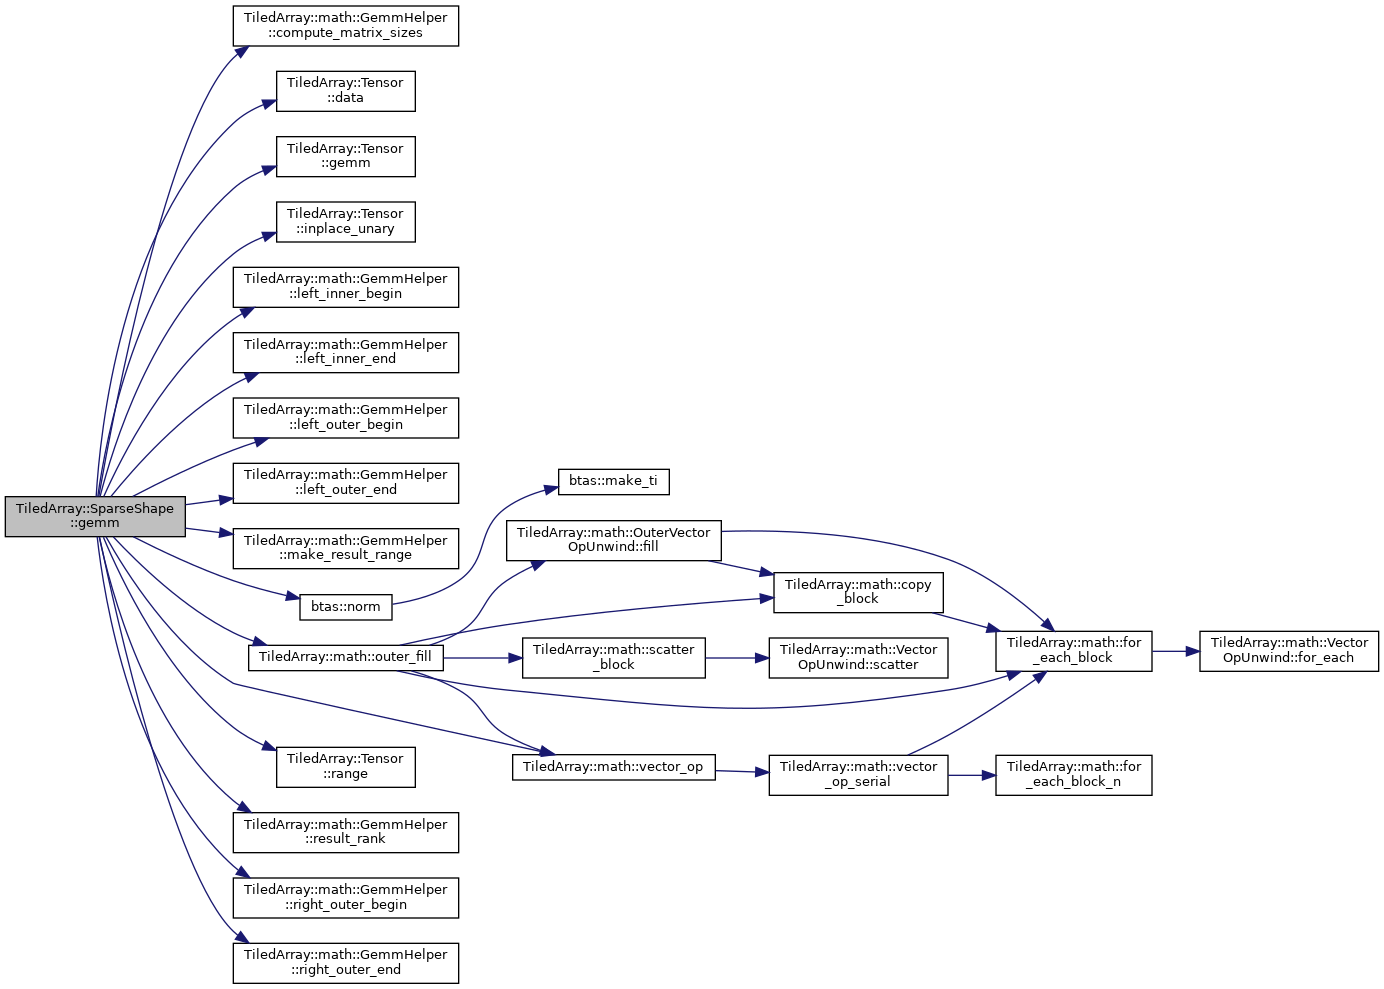 TiledArray::math::GemmHelper
::compute_matrix_sizes
TiledArray::Tensor
::data
TiledArray::Tensor
::gemm
TiledArray::Tensor
::inplace_unary
TiledArray::math::GemmHelper
::left_inner_begin
TiledArray::math::GemmHelper
::left_inner_end
TiledArray::math::GemmHelper
::left_outer_begin
TiledArray::math::GemmHelper
::left_outer_end
TiledArray::SparseShape
::gemm
TiledArray::math::GemmHelper
::make_result_range
btas::norm
btas::make_ti
TiledArray::math::outer_fill
TiledArray::math::OuterVector
OpUnwind::fill
TiledArray::math::copy
_block
TiledArray::math::scatter
_block
TiledArray::math::Vector
OpUnwind::scatter
TiledArray::math::for
_each_block
TiledArray::math::Vector
OpUnwind::for_each
TiledArray::math::vector_op
TiledArray::math::vector
_op_serial
TiledArray::math::for
_each_block_n
TiledArray::Tensor
::range
TiledArray::math::GemmHelper
::result_rank
TiledArray::math::GemmHelper
::right_outer_begin
TiledArray::math::GemmHelper
::right_outer_end